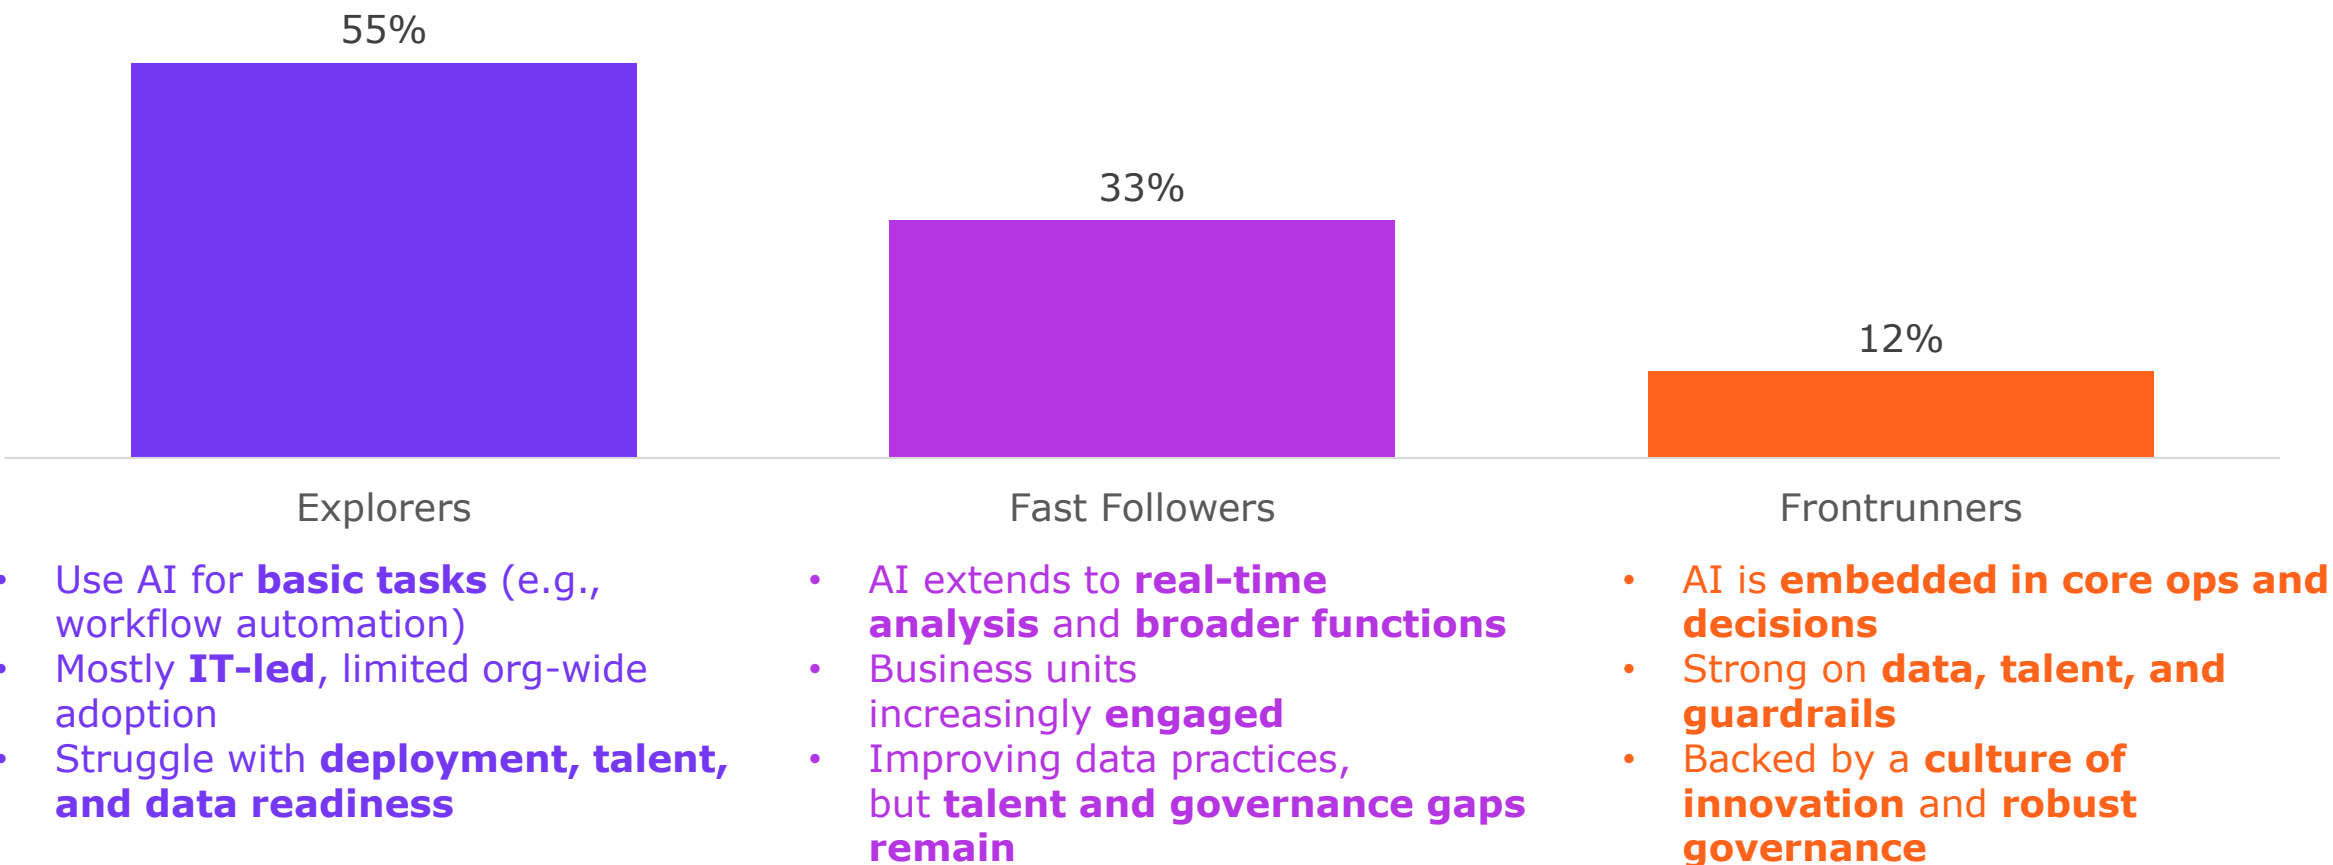 55%
33%
12%
Explorers
Fast Followers
Frontrunners
• Use AI for basic tasks (e.g.,
workflow automation)
• Mostly IT-led, limited org-wide
adoption
• Struggle with deployment, talent,
and data readiness
• AI extends to real-time
analysis and broader functions
• Business units
increasingly engaged
• Improving data practices,
but talent and governance gaps
remain
• AI is embedded in core ops and
decisions
• Strong on data, talent, and
guardrails
• Backed by a culture of
innovation and robust
governance